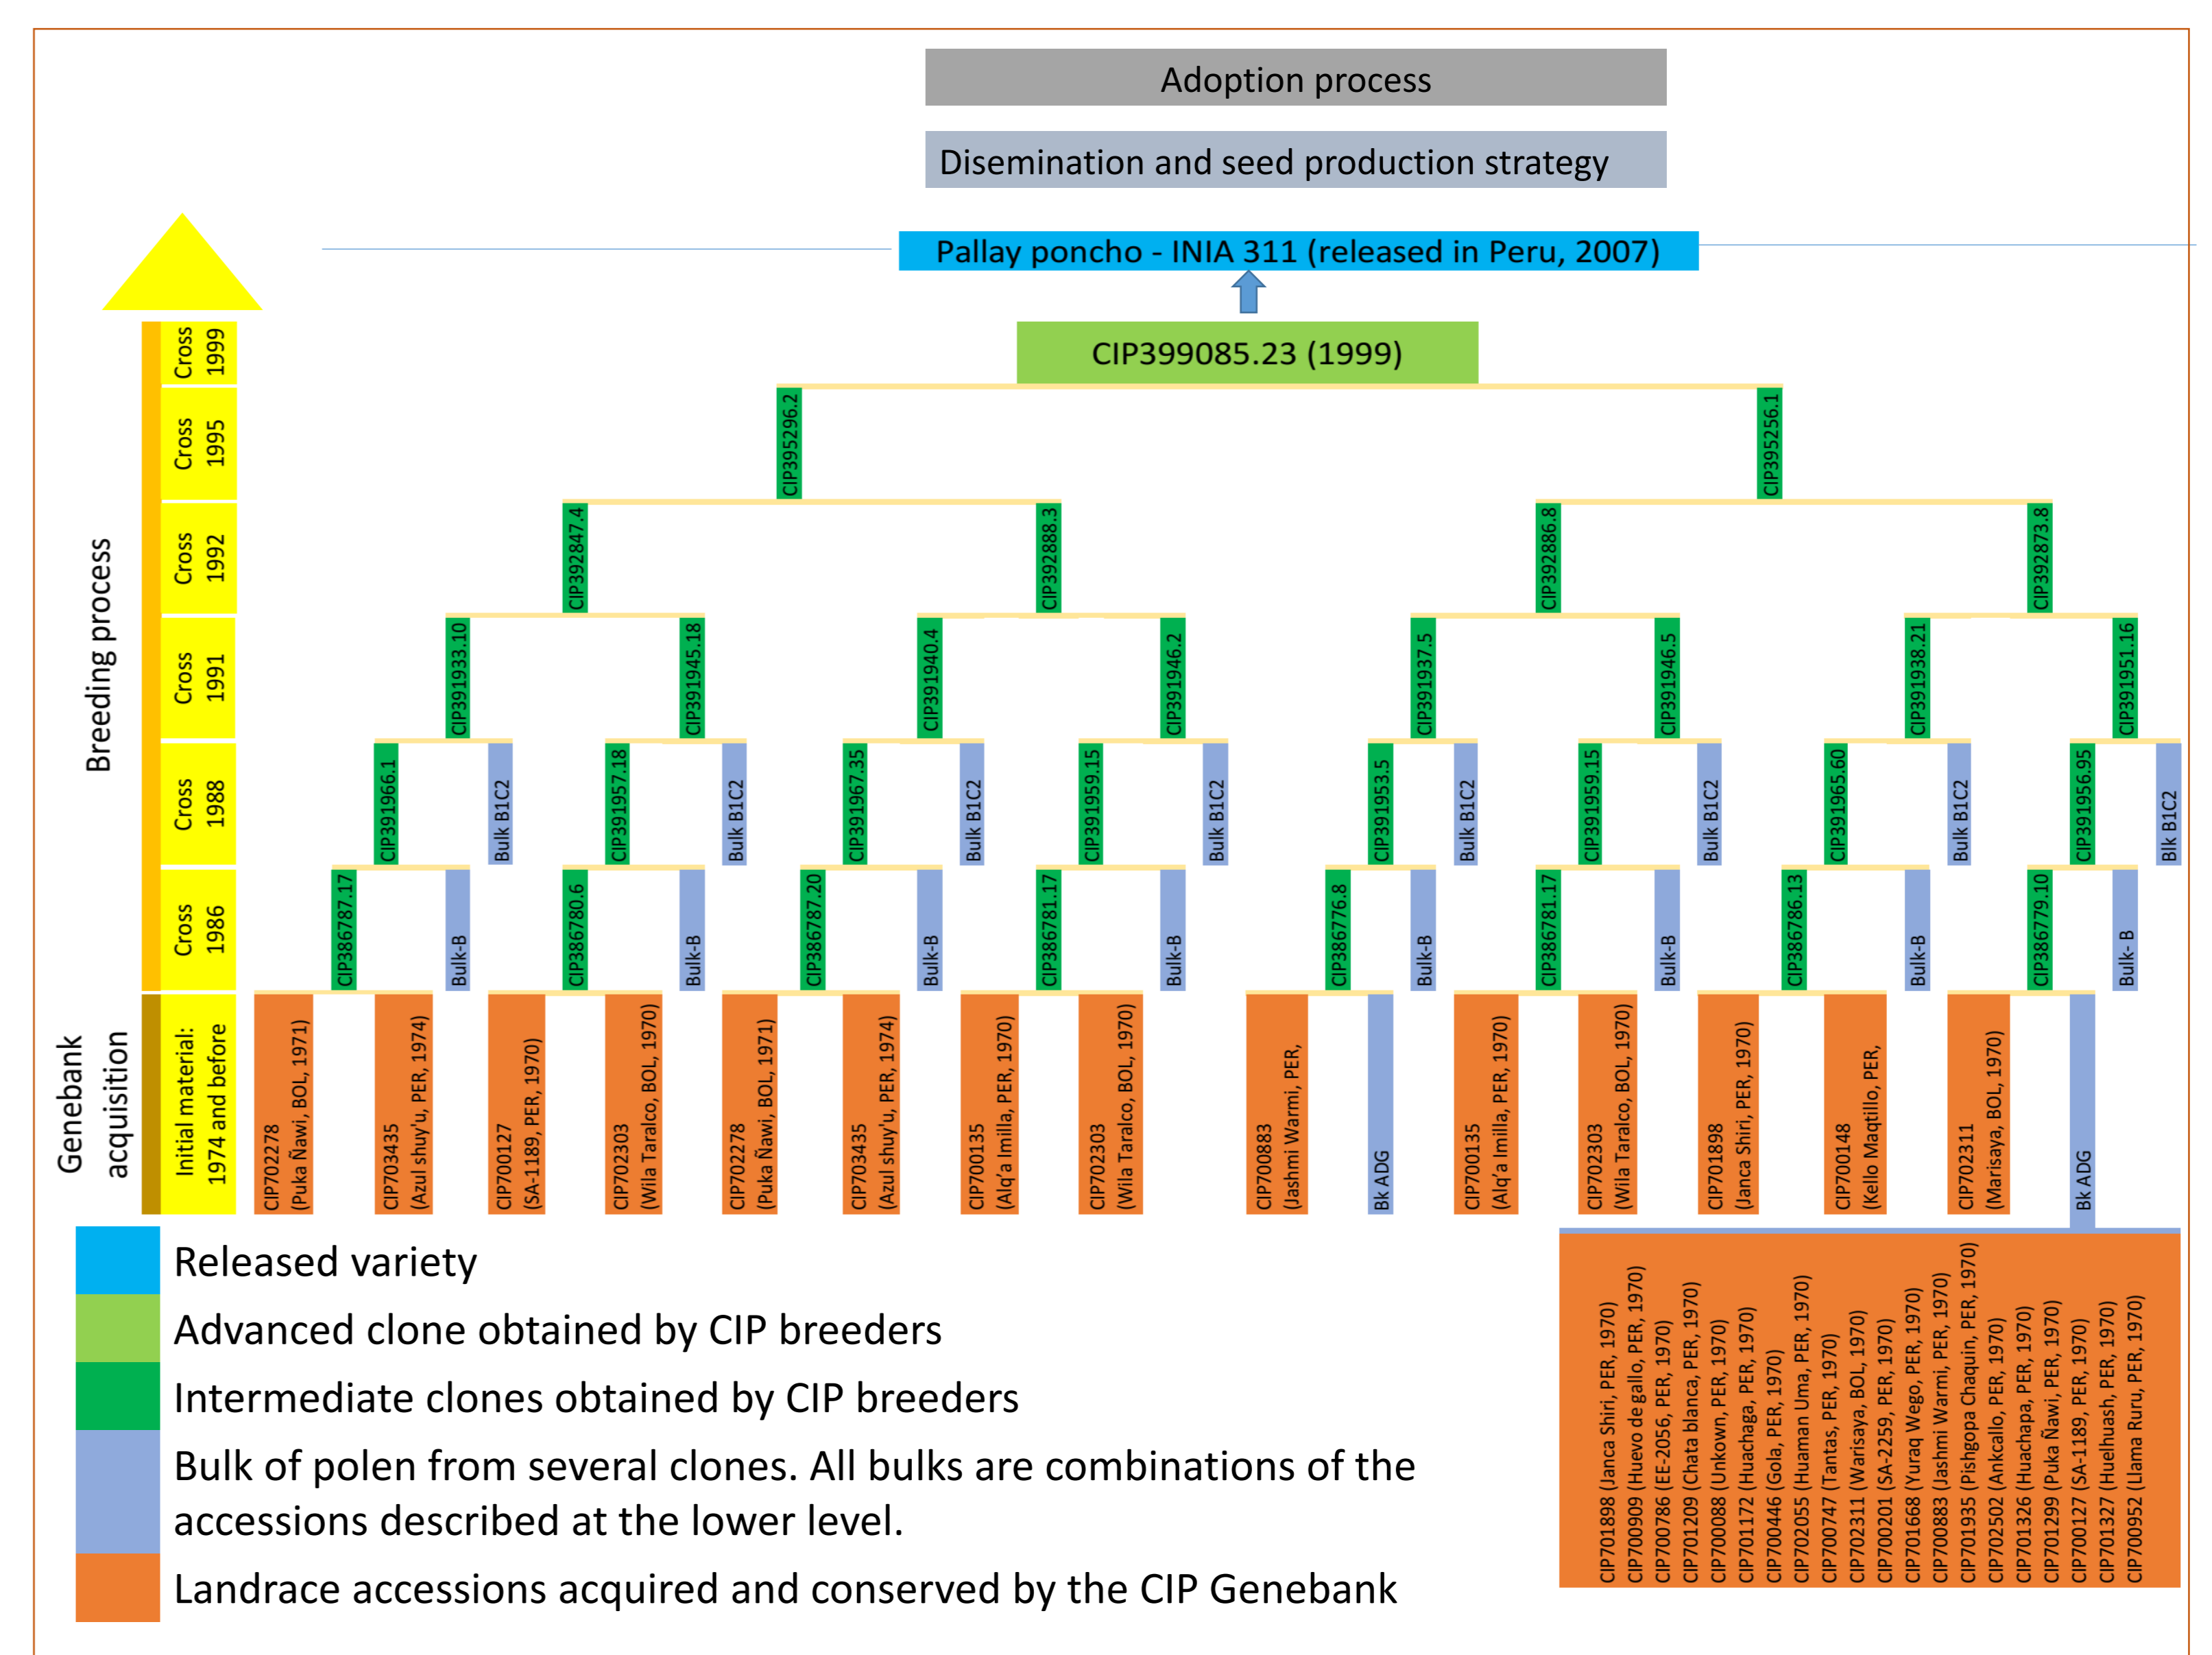 Adoption process
Disemination and seed production strategy
Pallay poncho - INIA 311 (released in Peru, 2007)
CIP399085.23 (1999)
Breeding process
Cross
1999
Cross
1995
CIP395296.2
CIP395256.1
Cross
1992
CIP392847.4
CIP392888.3
CIP392886.8
CIP392873.8
Cross
1991
CIP391933.10
CIP391945.18
CIP391940.4
CIP391946.2
CIP391937.5
CIP391946.5
CIP391938.21
CIP391951.16
Cross
1988
CIP391966.1
Bulk B1C2
CIP391957.18
Bulk B1C2
CIP391967.35
Bulk B1C2
CIP391959.15
Bulk B1C2
CIP391953.5
Bulk B1C2
CIP391959.15
Bulk B1C2
CIP391965.60
Bulk B1C2
CIP391956.95
Blk B1C2
Cross
1986
CIP386787.17
Bulk-B
CIP386780.6
Bulk-B
CIP386787.20
Bulk-B
CIP386781.17
Bulk-B
CIP386776.8
Bulk-B
CIP386781.17
Bulk-B
CIP386786.13
Bulk-B
CIP386779.10
Bulk- B
Genebank
acquisition
Initial material:
1974 and before
CIP702278
(Puka Ñawi, BOL, 1971)
CIP703435
(Azul shuy'u, PER, 1974)
CIP700127
(SA-1189, PER, 1970)
CIP702303
(Wila Taralco, BOL, 1970)
CIP702278
(Puka Ñawi, BOL, 1971)
CIP703435
(Azul shuy'u, PER, 1974)
CIP700135
(Alq'a Imilla, PER, 1970)
CIP702303
(Wila Taralco, BOL, 1970)
CIP700883
(Jashmi Warmi, PER,
Bk ADG
CIP700135
(Alq'a Imilla, PER, 1970)
CIP702303
(Wila Taralco, BOL, 1970)
CIP701898
(Janca Shiri, PER, 1970)
CIP700148
(Kello Maqtillo, PER,
CIP702311
(Marisaya, BOL, 1970)
Bk ADG
CIP701898 (Janca Shiri, PER, 1970)
CIP700909 (Huevo de gallo, PER, 1970)
CIP700786 (EE-2056, PER, 1970)
CIP701209 (Chata blanca, PER, 1970)
CIP700088 (Unkown, PER, 1970)
CIP701172 (Huachaga, PER, 1970)
CIP700446 (Gola, PER, 1970)
CIP702055 (Huaman Uma, PER, 1970)
CIP700747 (Tantas, PER, 1970)
CIP702311 (Warisaya, BOL, 1970)
CIP700201 (SA-2259, PER, 1970)
CIP701668 (Yuraq Wego, PER, 1970)
CIP700883 (Jashmi Warmi, PER, 1970)
CIP701935 (Pishgopa Chaquin, PER, 1970)
CIP702502 (Ankcallo, PER, 1970)
CIP701326 (Huachapa, PER, 1970)
CIP701299 (Puka Ñawi, PER, 1970)
CIP700127 (SA-1189, PER, 1970)
CIP701327 (Huelhuash, PER, 1970)
CIP700952 (Llama Ruru, PER, 1970)
Released variety
Advanced clone obtained by CIP breeders
Intermediate clones obtained by CIP breeders
Bulk of polen from several clones. All bulks are combinations of the
accessions described at the lower level.
Landrace accessions acquired and conserved by the CIP Genebank